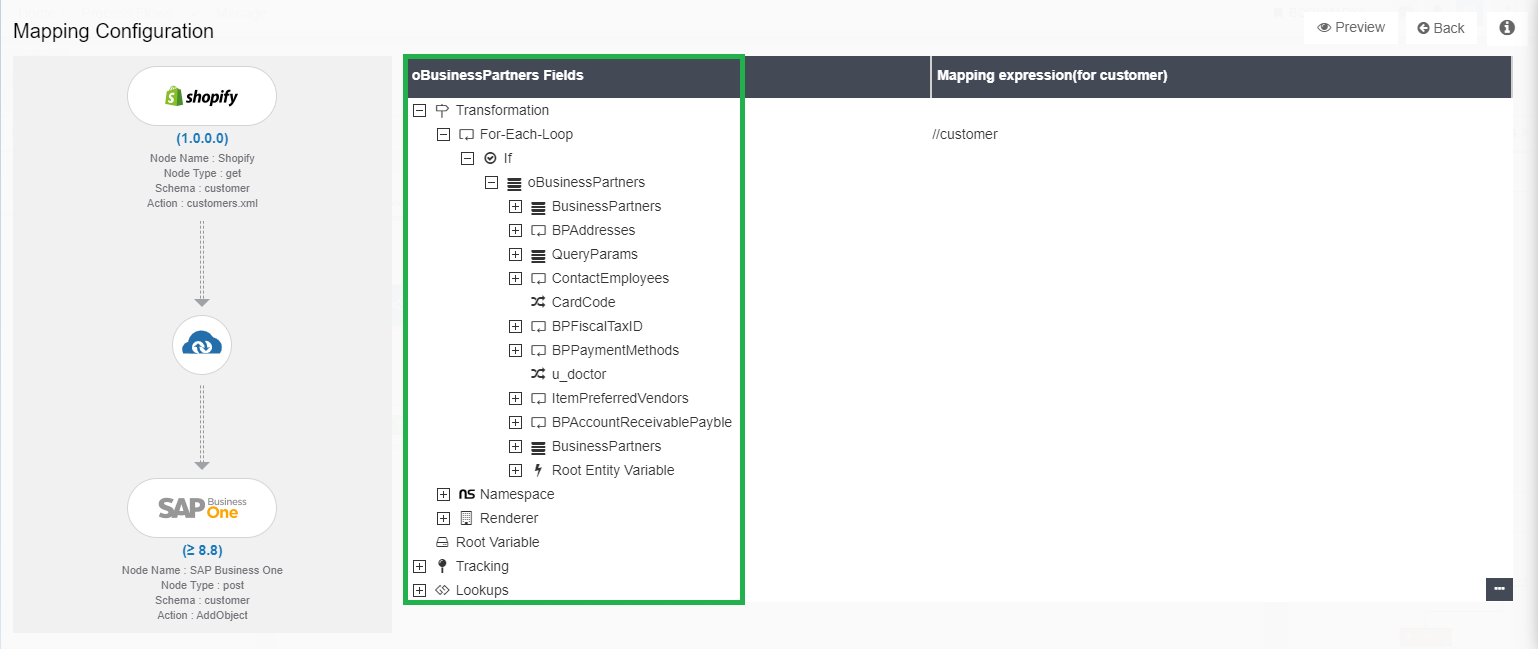 Mapping Configuration
Preview
Back
shopify
(1.0.0.0)
Node Name : Shopify
Node Type : get
Schema : customer
Action : customers.xml
SAP Business One
(≥ 8.8)
Node Name : SAP Business One
Node Type : post
Schema : customer
Action : AddObject
oBusinessPartners Fields
Mapping expression(for customer)
Transformation
For-Each-Loop
//customer
If
oBusinessPartners
BusinessPartners
BPAddresses
QueryParams
ContactEmployees
CardCode
BPFiscalTaxID
BPPaymentMethods
u_doctor
ItemPreferredVendors
BPAccountReceivablePayble
BusinessPartners
Root Entity Variable
ns Namespace
Renderer
Root Variable
Tracking
Lookups